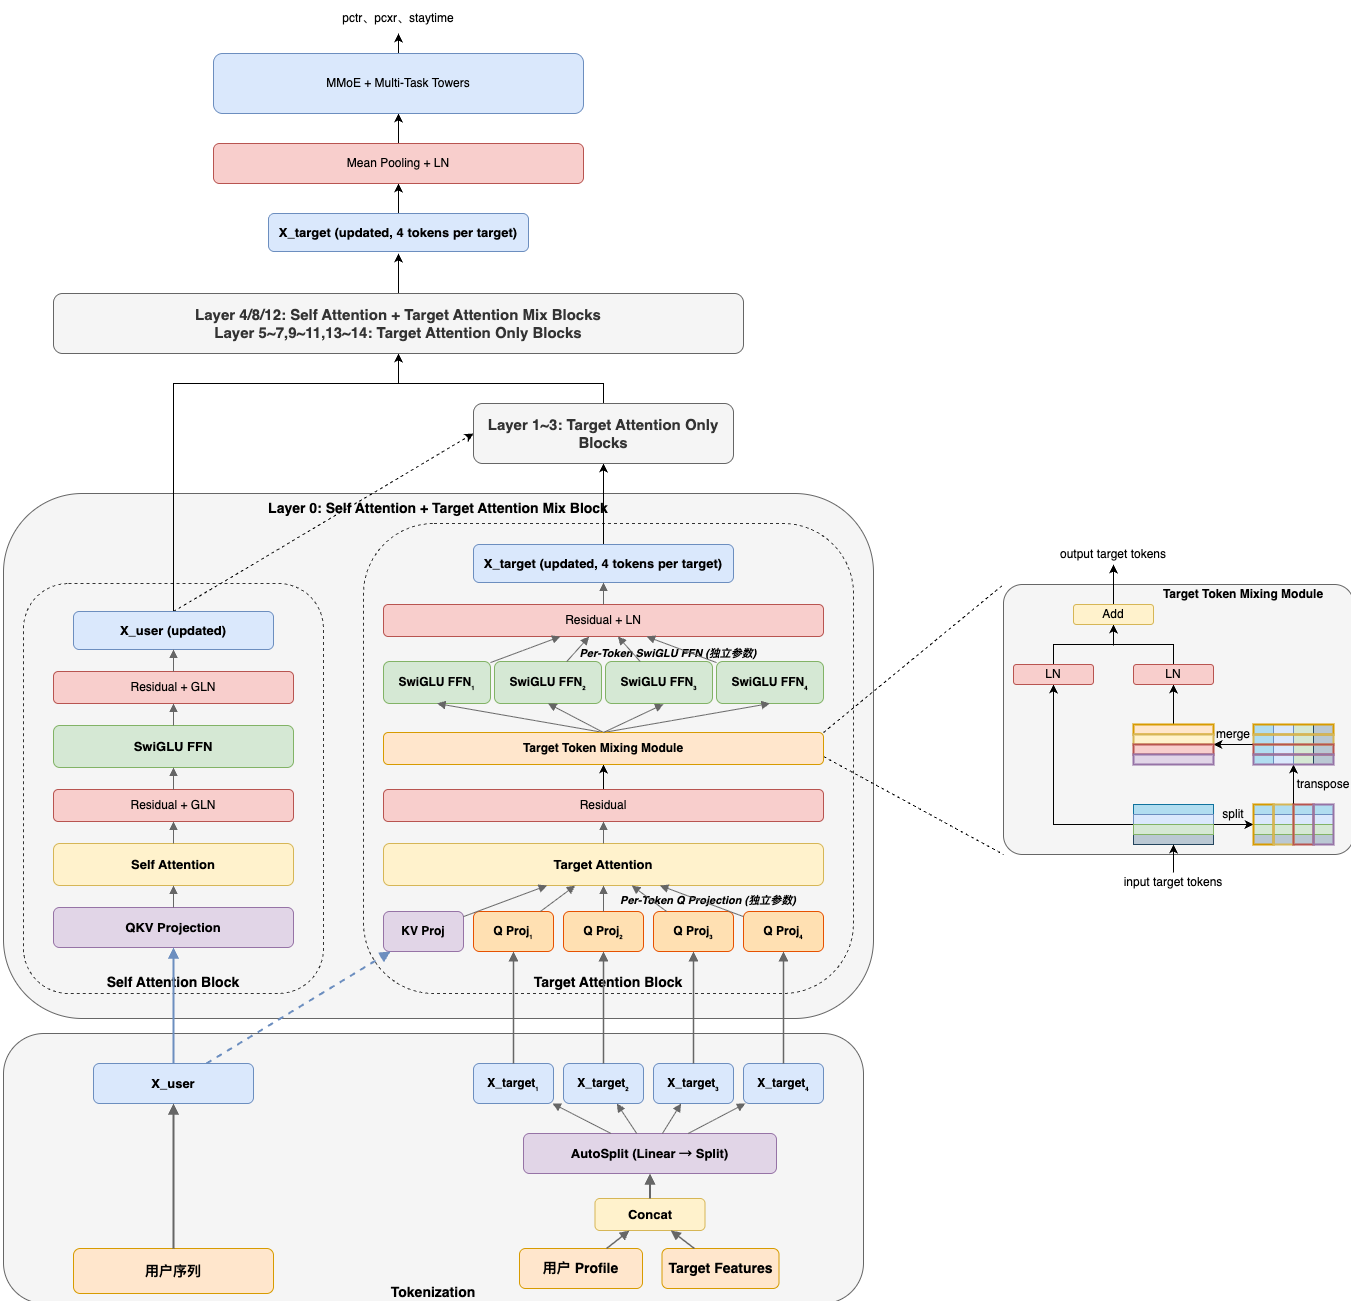 pctr、pcxr、staytime
MMoE + Multi-Task Towers
Mean Pooling + LN
X_target (updated, 4 tokens per target)
Layer 4/8/12: Self Attention + Target Attention Mix Blocks
Layer 5~7,9~11,13~14: Target Attention Only Blocks
Layer 1~3: Target Attention Only
Blocks
Layer 0: Self Attention + Target Attention Mix Block
X_target (updated, 4 tokens per target)
Residual + LN
Per-Token SwiGLU FFN (独立参数)
SwiGLU FFN₁
SwiGLU FFN₂
SwiGLU FFN₃
SwiGLU FFN₄
Target Token Mixing Module
Residual
Target Attention
Per-Token Q Projection (独立参数)
KV Proj
Q Proj₁
Q Proj₂
Q Proj₃
Q Proj₄
Target Attention Block
X_user (updated)
Residual + GLN
SwiGLU FFN
Residual + GLN
Self Attention
QKV Projection
Self Attention Block
output target tokens
Target Token Mixing Module
Add
LN
LN
merge
transpose
split
input target tokens
X_user
X_target₁
X_target₂
X_target₃
X_target₄
AutoSplit (Linear → Split)
Concat
用户序列
用户 Profile
Target Features
Tokenization